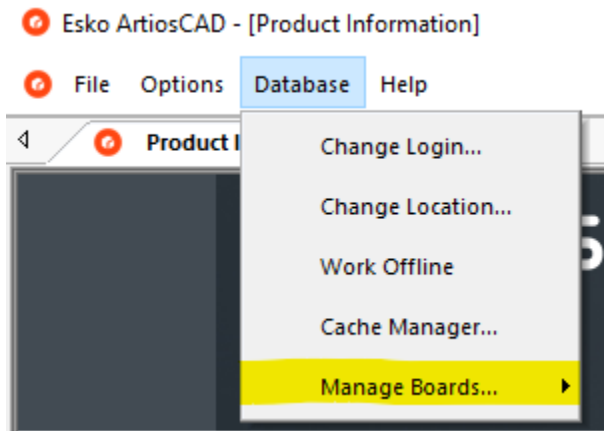 Esko ArtiosCAD - [Product Information]
File Options Database Help
Product I
Change Login...
Change Location...
Work Offline
Cache Manager...
Manage Boards...